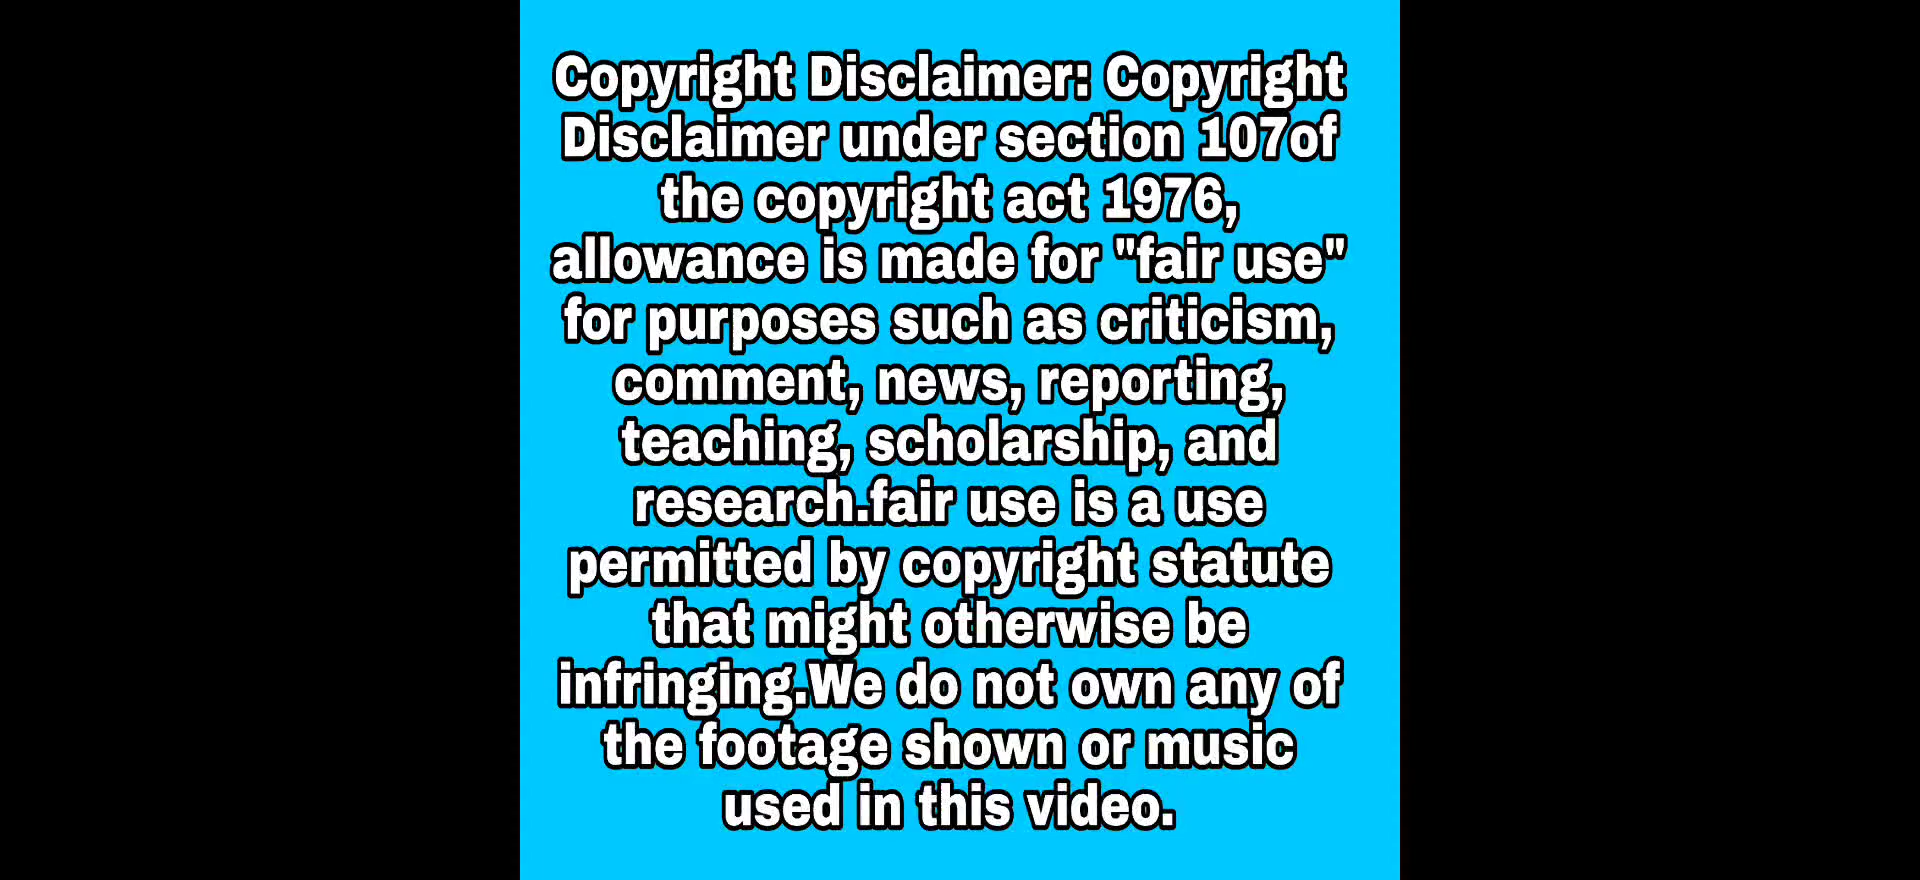 Copyright Disclaimer: Copyright
Disclaimer under section 107of
the copyright act 1976,
allowance is made for "fair use"
for purposes such as criticism,
comment, news, reporting,
teaching, scholarship, and
research.fair use is a use
permitted by copyright statute
that might otherwise be
infringing.We do not own any of
the footage shown or music
used in this video.